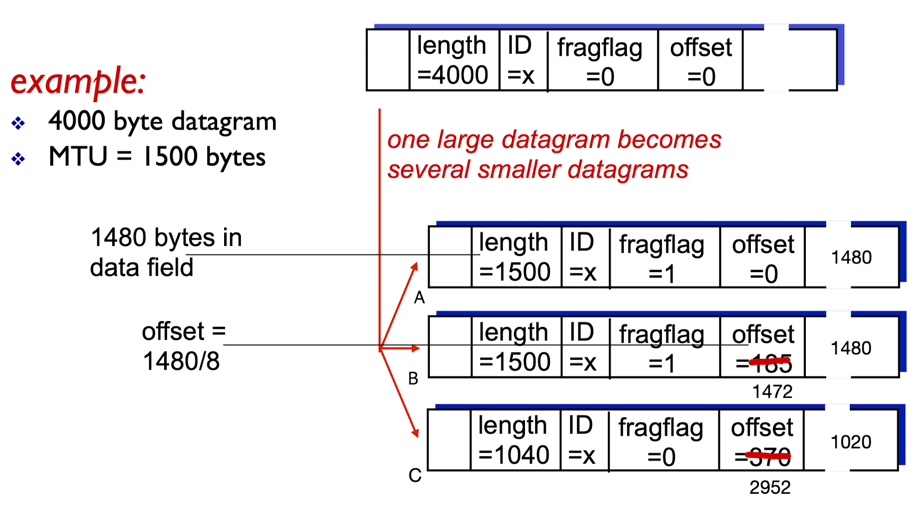 length ID fragflag offset
=4000 =x =0 =0
example:
❖ 4000 byte datagram
❖ MTU = 1500 bytes
one large datagram becomes
several smaller datagrams
1480 bytes in
data field
length ID fragflag offset
=1500 =x =1 =0
1480
A
offset =
1480/8
length ID fragflag offset
=1500 =x =1 =185
1480
B
1472
length ID fragflag offset
=1040 =x =0 =370
1020
C
2952